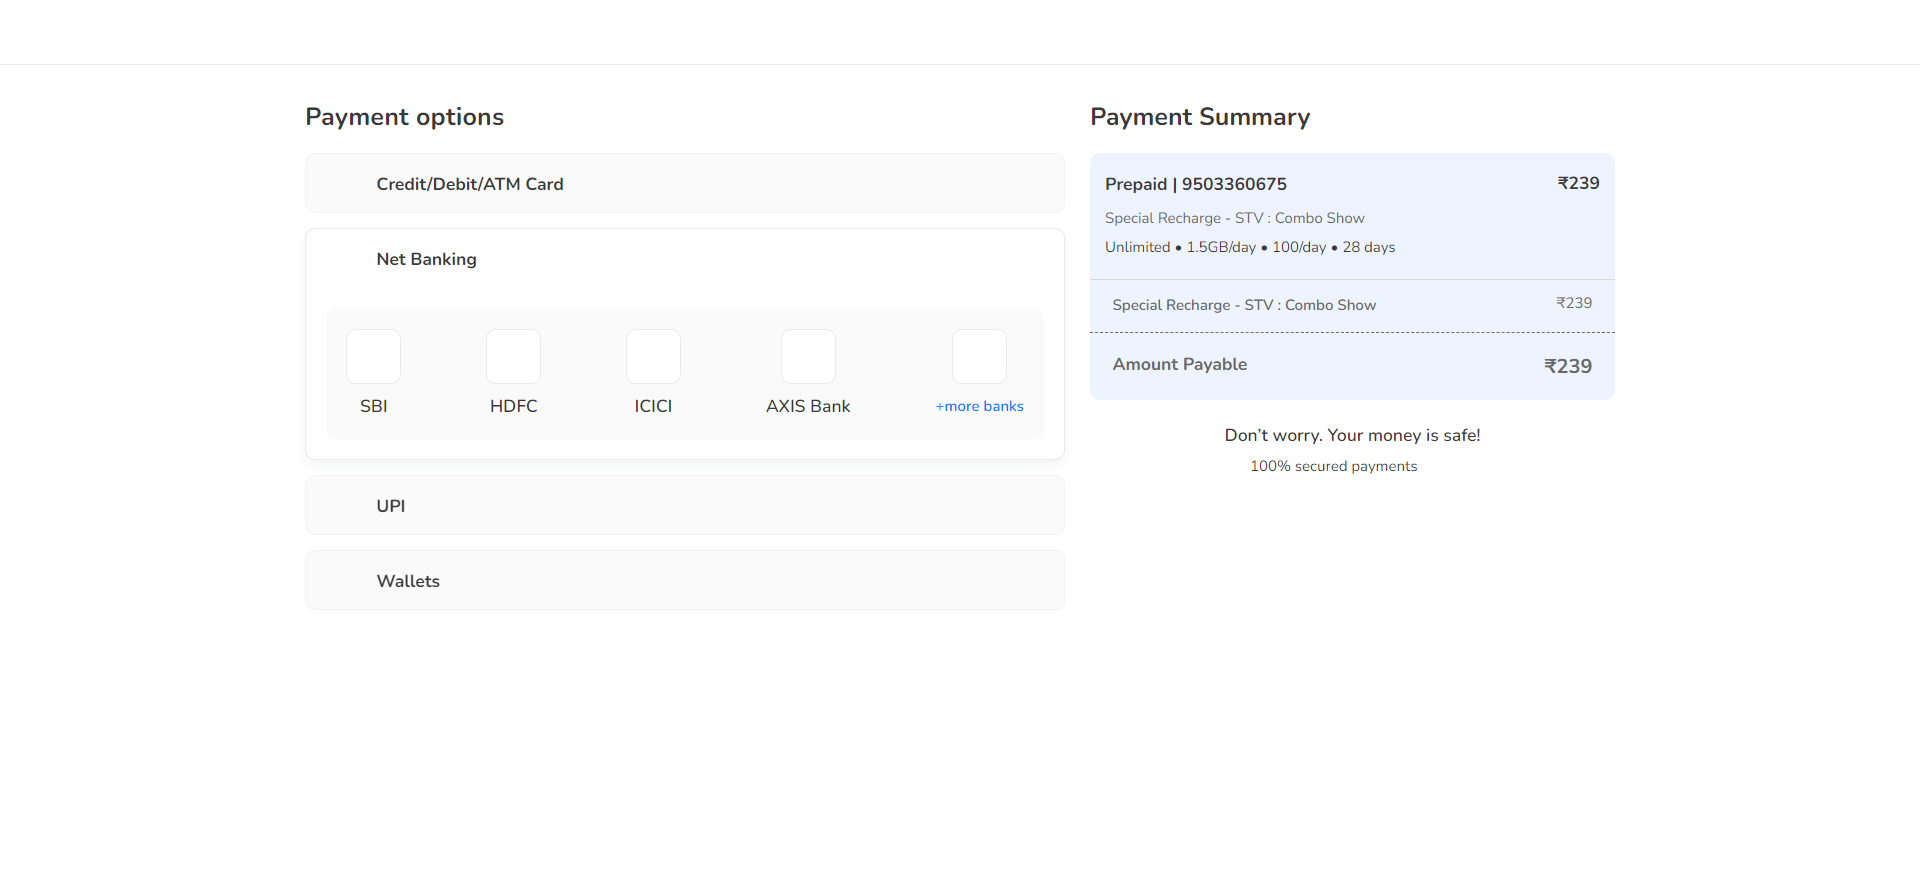 Payment options
Credit/Debit/ATM Card
Net Banking
SBI
HDFC
ICICI
AXIS Bank
+more banks
UPI
Wallets
Payment Summary
Prepaid | 9503360675 ₹239
Special Recharge - STV : Combo Show
Unlimited • 1.5GB/day • 100/day • 28 days
Special Recharge - STV : Combo Show ₹239
Amount Payable ₹239
Don’t worry. Your money is safe!
100% secured payments